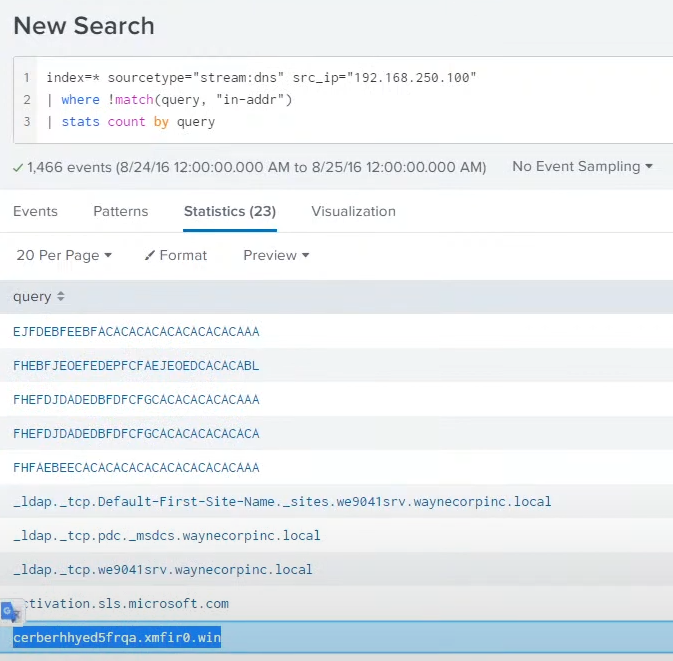 New Search
1 index=* sourcetype="stream:dns" src_ip="192.168.250.100"
2 | where !match(query, "in-addr")
3 | stats count by query
✓ 1,466 events (8/24/16 12:00:00.000 AM to 8/25/16 12:00:00.000 AM) No Event Sampling
Events Patterns Statistics (23) Visualization
20 Per Page Format Preview
query
EJFDEBFEEBFACACACACACACACACACAAA
FHEBFJEOEFEDEPFCFAEJEOEDCACACABL
FHEFDJDADEDBFDFCFGCACACACACACAAA
FHEFDJDADEDBFDFCFGCACACACACACACA
FHFAEBEECACACACACACACACACACACAAA
_ldap._tcp.Default-First-Site-Name._sites.we9041srv.waynecorpinc.local
_ldap._tcp.pdc._msdcs.waynecorpinc.local
_ldap._tcp.we9041srv.waynecorpinc.local
ctivation.sls.microsoft.com
cerberhhyed5frqa.xmfir0.win